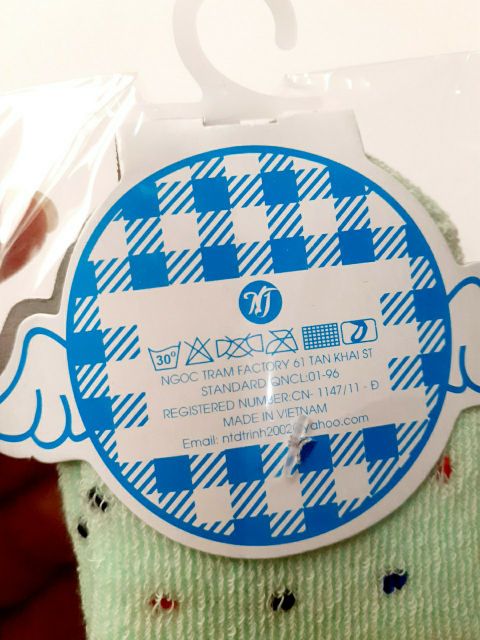 NT
30°
NGOC TRAM FACTORY 61 TAN KHAI ST
STANDARD QNCL:01-96
REGISTERED NUMBER:CN- 1147/11 - Đ
MADE IN VIETNAM
Email: ntdtrinh2002@yahoo.com